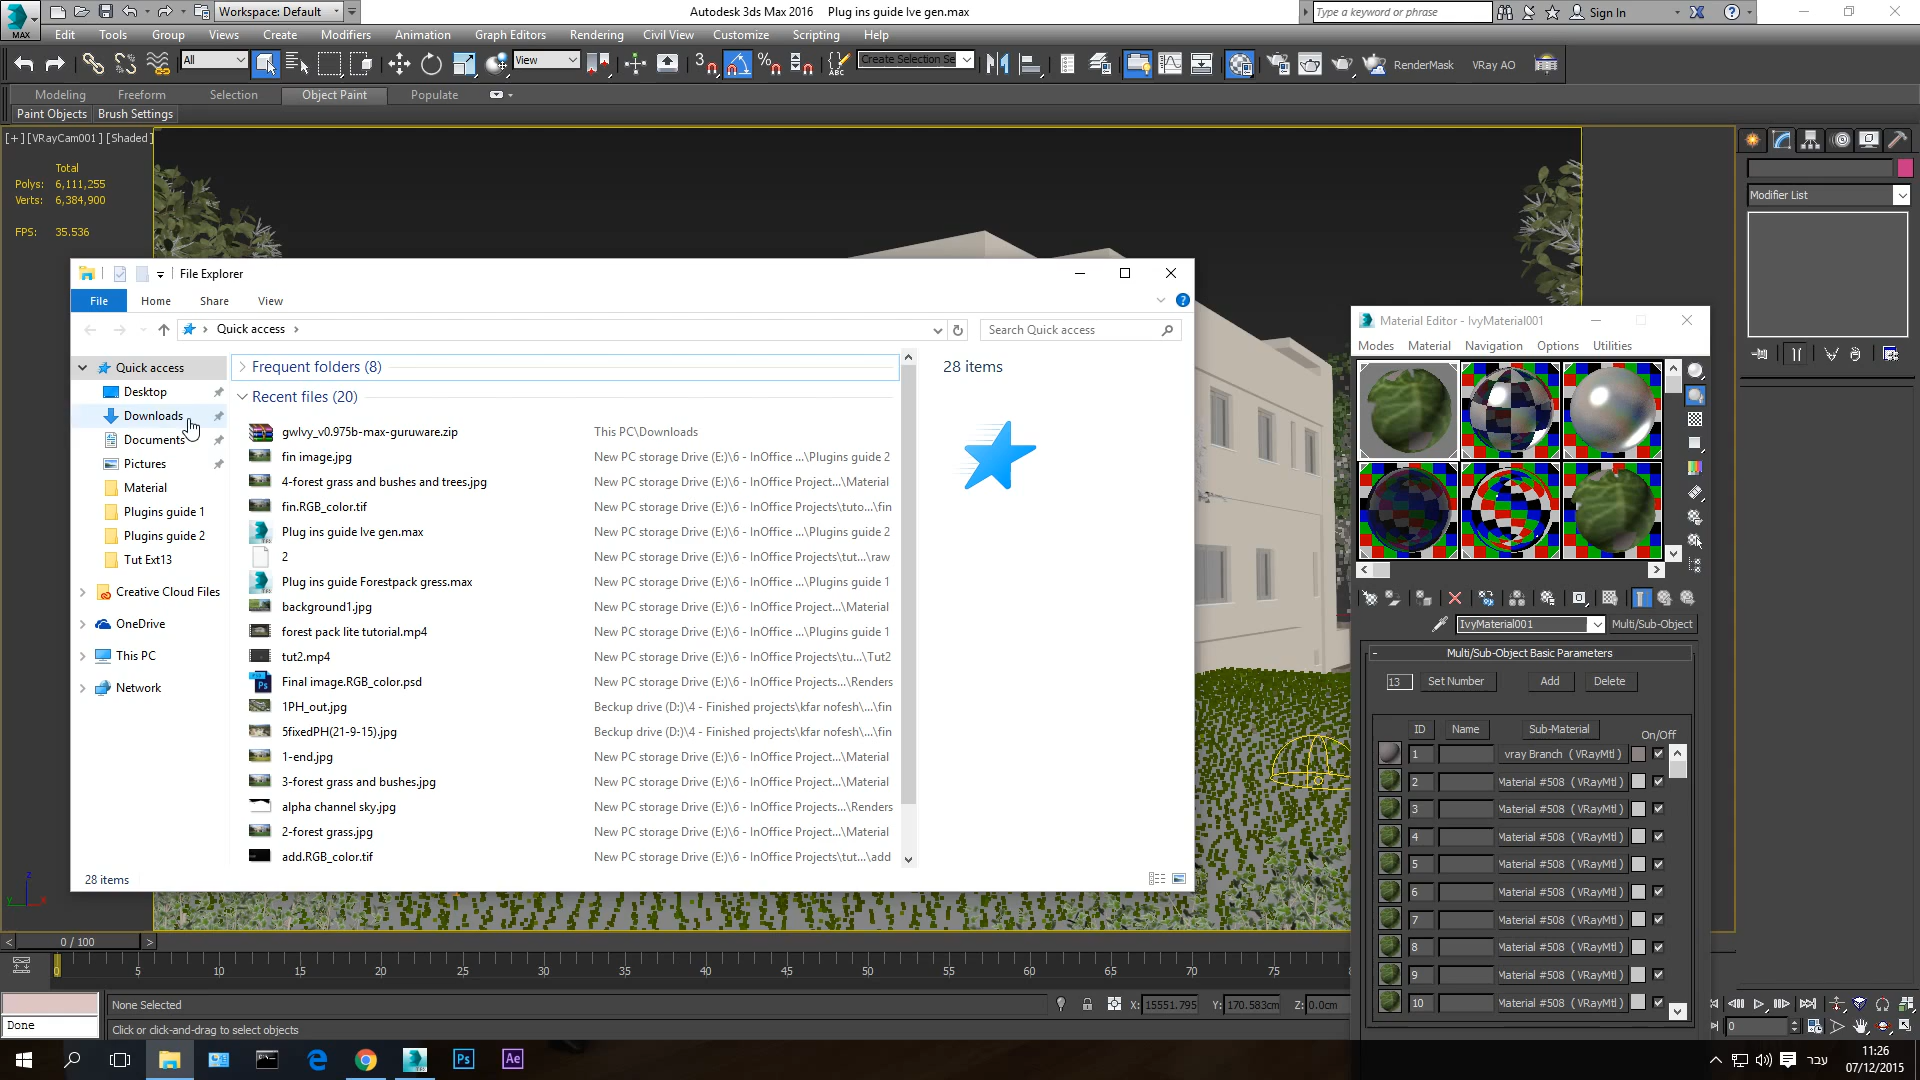 Workspace: Default
Autodesk 3ds Max 2016 Plug ins guide lve gen.max
Type a keyword or phrase
Sign In
MAX
Edit Tools Group Views Create Modifiers Animation Graph Editors Rendering Civil View Customize Scripting Help
All
View
Create Selection Se
RenderMask VRay AO
Modeling Freeform Selection Object Paint Populate
Paint Objects Brush Settings
[+] [VRayCam001] [Shaded]
Total
Polys: 6,111,255
Verts: 6,384,900
FPS: 35.536
Modifier List
File Explorer
File Home Share View
Quick access
Search Quick access
Quick access
Desktop
Downloads
Documents
Pictures
Material
Plugins guide 1
Plugins guide 2
Tut Ext13
Creative Cloud Files
OneDrive
This PC
Network
Frequent folders (8)
Recent files (20)
gwIvy_v0.975b-max-guruware.zip This PC\Downloads
fin image.jpg New PC storage Drive (E:)\6 - InOffice ...\Plugins guide 2
4-forest grass and bushes and trees.jpg New PC storage Drive (E:)\6 - InOffice Project...\Material
fin.RGB_color.tif New PC storage Drive (E:)\6 - InOffice Projects\tuto...\fin
Plug ins guide lve gen.max New PC storage Drive (E:)\6 - InOffice ...\Plugins guide 2
2 New PC storage Drive (E:)\6 - InOffice Projects\tut...\raw
Plug ins guide Forestpack gress.max New PC storage Drive (E:)\6 - InOffice ...\Plugins guide 1
background1.jpg New PC storage Drive (E:)\6 - InOffice Project...\Material
forest pack lite tutorial.mp4 New PC storage Drive (E:)\6 - InOffice ...\Plugins guide 1
tut2.mp4 New PC storage Drive (E:)\6 - InOffice Projects\tu...\Tut2
Final image.RGB_color.psd New PC storage Drive (E:)\6 - InOffice Projects...\Renders
1PH_out.jpg Beckup drive (D:)\4 - Finished projects\kfar nofesh\...\fin
5fixedPH(21-9-15).jpg Beckup drive (D:)\4 - Finished projects\kfar nofesh\...\fin
1-end.jpg New PC storage Drive (E:)\6 - InOffice Project...\Material
3-forest grass and bushes.jpg New PC storage Drive (E:)\6 - InOffice Project...\Material
alpha channel sky.jpg New PC storage Drive (E:)\6 - InOffice Projects...\Renders
2-forest grass.jpg New PC storage Drive (E:)\6 - InOffice Project...\Material
add.RGB_color.tif New PC storage Drive (E:)\6 - InOffice Projects\tut...\add
28 items
28 items
Material Editor - IvyMaterial001
Modes Material Navigation Options Utilities
IvyMaterial001 Multi/Sub-Object
Multi/Sub-Object Basic Parameters
13 Set Number Add Delete
ID Name Sub-Material On/Off
1 vray Branch ( VRayMtl )
2 Material #508 ( VRayMtl )
3 Material #508 ( VRayMtl )
4 Material #508 ( VRayMtl )
5 Material #508 ( VRayMtl )
6 Material #508 ( VRayMtl )
7 Material #508 ( VRayMtl )
8 Material #508 ( VRayMtl )
9 Material #508 ( VRayMtl )
10 Material #508 ( VRayMtl )
z
y x
0 / 100
0 5 10 15 20 25 30 35 40 45 50 55 60 65 70 75
None Selected
X: 15551.795 Y: 170.583cm Z: 0.0cm
Done
Click or click-and-drag to select objects
0
Ps Ae
עבר
11:26
07/12/2015